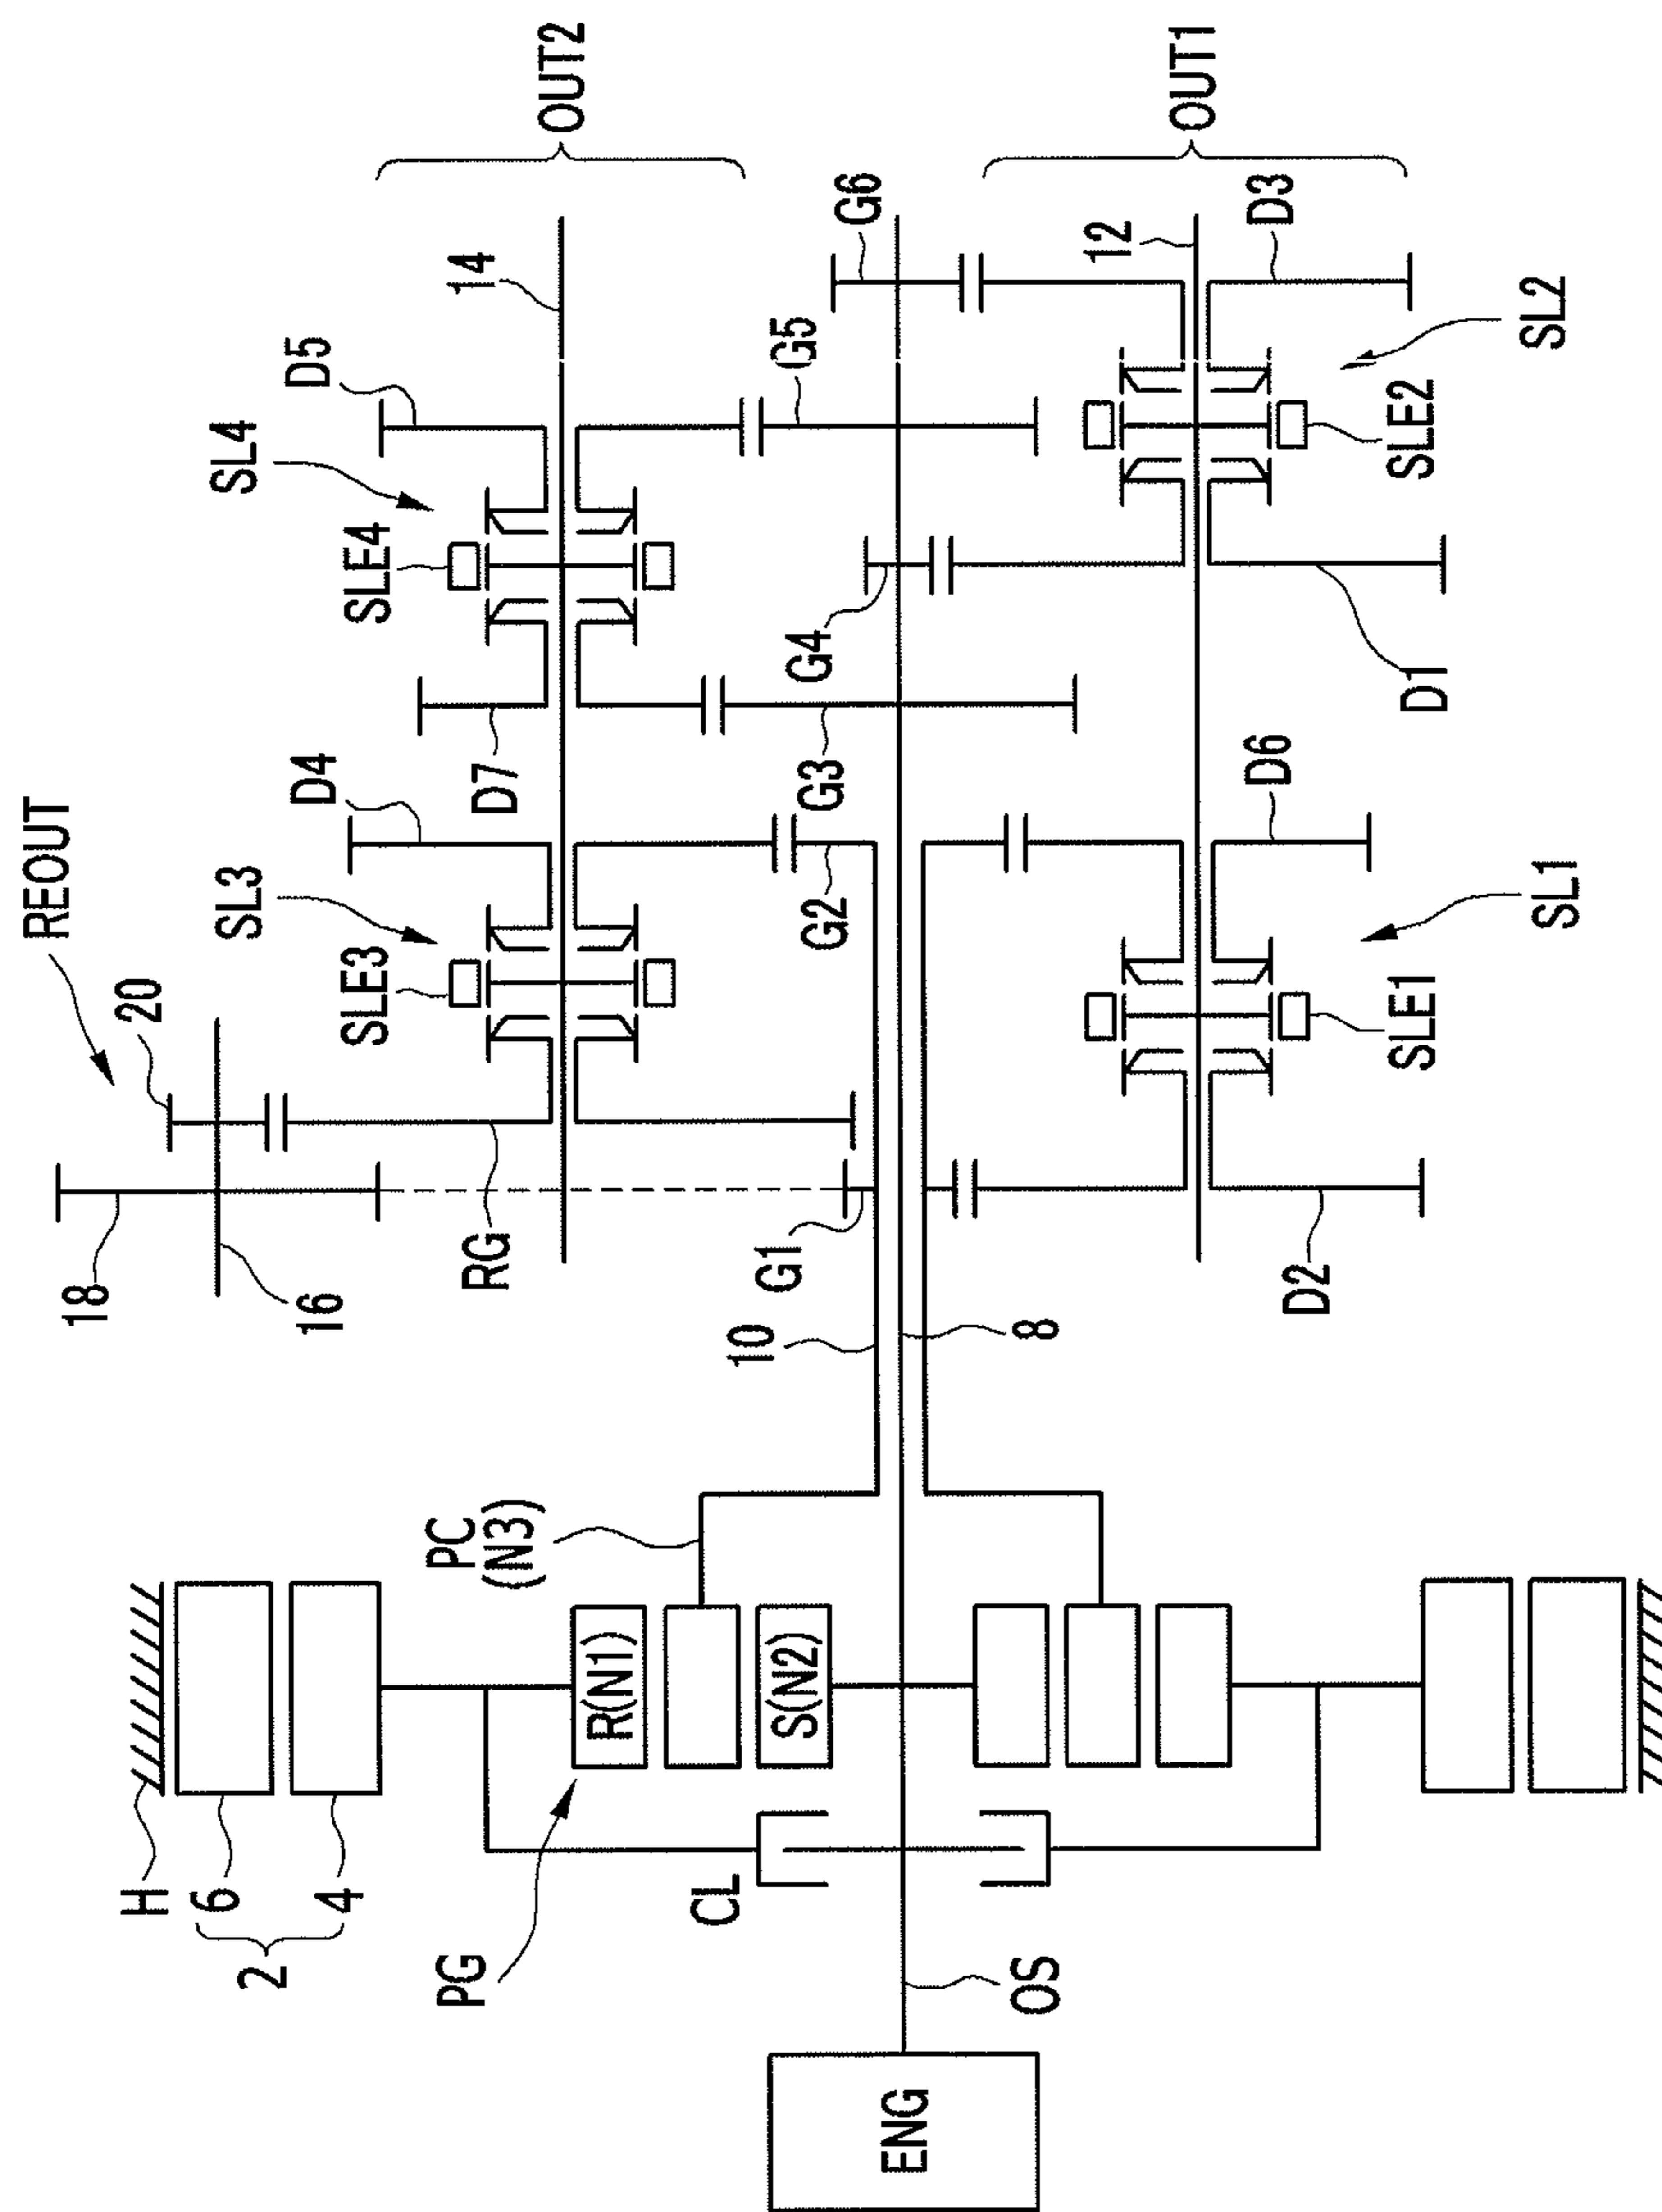 REOUT
OUT2
OUT1
20
18
16
RG
SL3
SLE3
D4
D7
SL4
SLE4
D5
14
G1
G2
G3
G4
G5
G6
10
8
12
D2
D6
D1
D3
SL1
SLE1
SL2
SLE2
PC
(N3)
R(N1)
S(N2)
H
6
4
2
PG
CL
OS
ENG